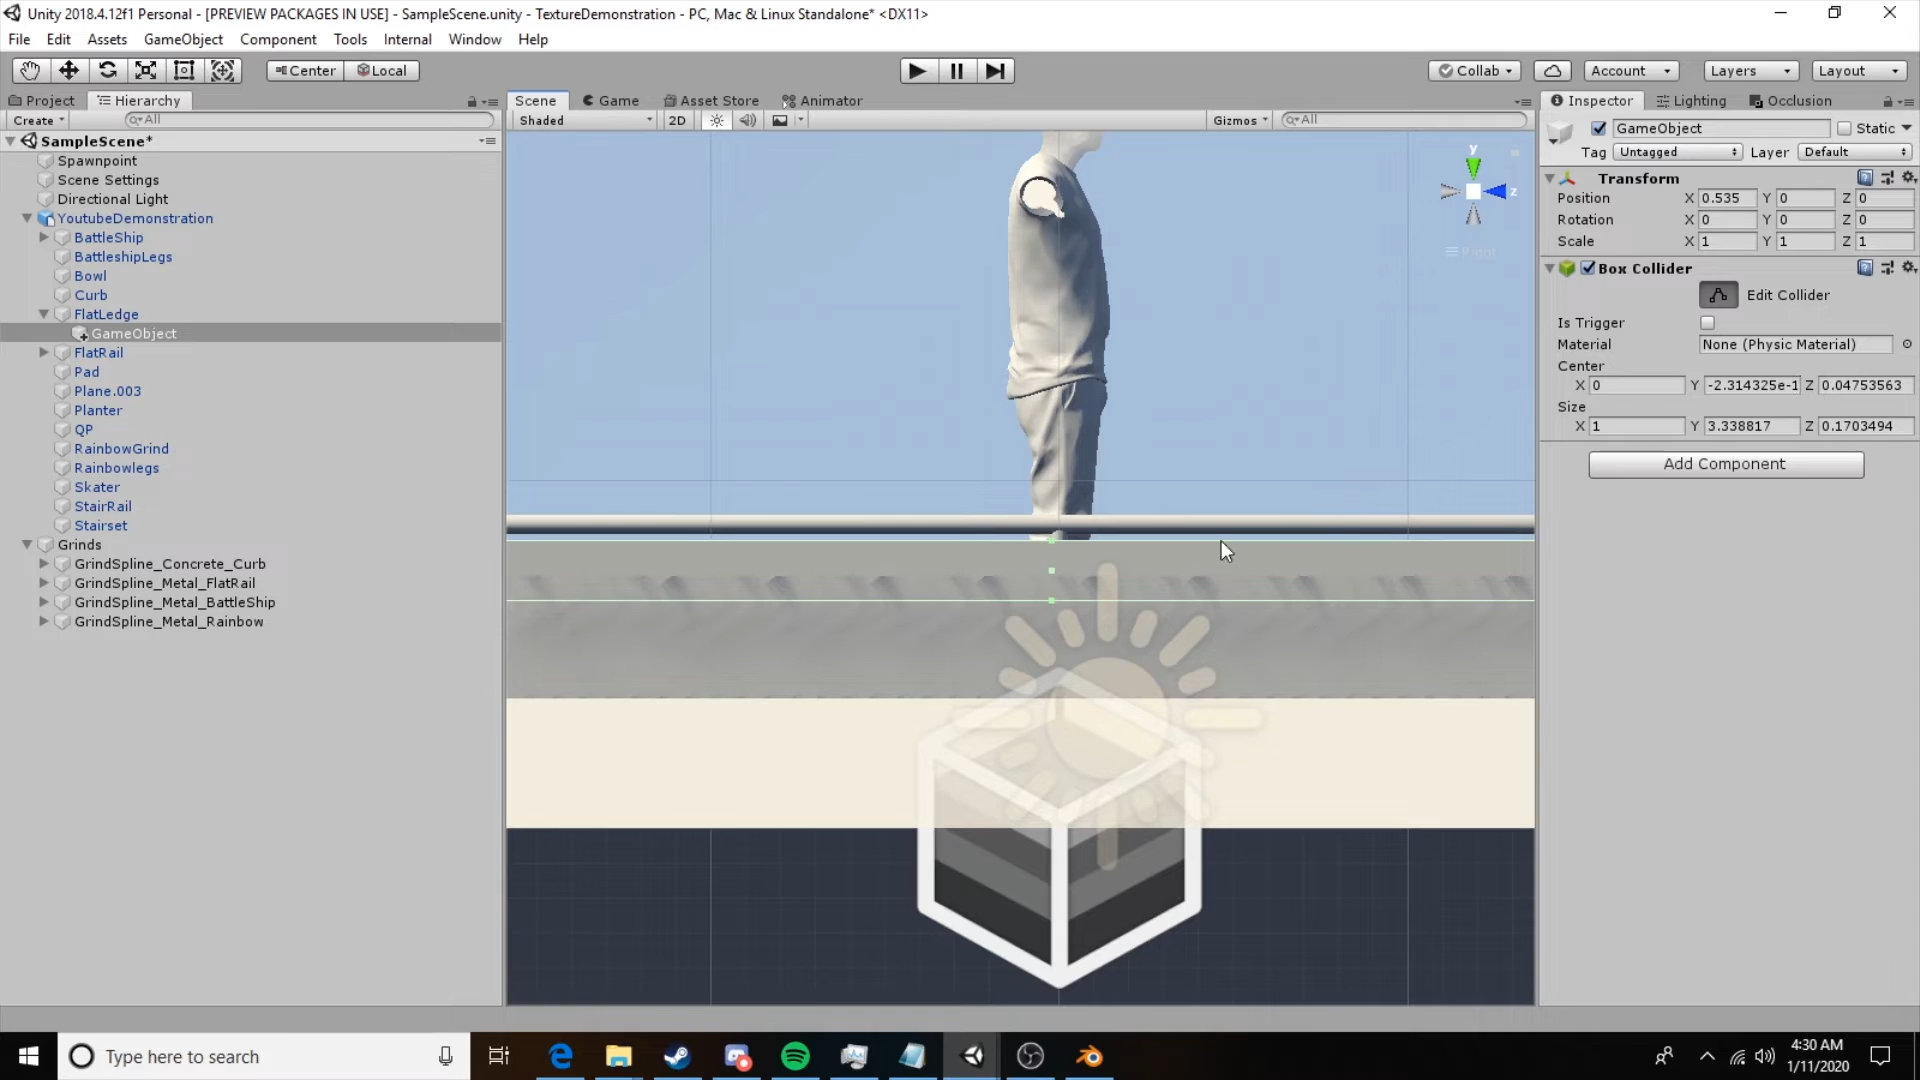 Unity 2018.4.12f1 Personal - [PREVIEW PACKAGES IN USE] - SampleScene.unity - TextureDemonstration - PC, Mac & Linux Standalone* <DX11>
File Edit Assets GameObject Component Tools Internal Window Help
Center Local Collab Account Layers Layout
Project Hierarchy Scene Game Asset Store Animator Inspector Lighting Occlusion
Create All Shaded 2D Gizmos All
GameObject Static
Tag Untagged Layer Default
SampleScene*
Spawnpoint
Scene Settings
Directional Light
YoutubeDemonstration
BattleShip
BattleshipLegs
Bowl
Curb
FlatLedge
GameObject
FlatRail
Pad
Plane.003
Planter
QP
RainbowGrind
Rainbowlegs
Skater
StairRail
Stairset
Grinds
GrindSpline_Concrete_Curb
GrindSpline_Metal_FlatRail
GrindSpline_Metal_BattleShip
GrindSpline_Metal_Rainbow
y
z
Right
Transform
Position X 0.535 Y 0 Z 0
Rotation X 0 Y 0 Z 0
Scale X 1 Y 1 Z 1
Box Collider
Edit Collider
Is Trigger
Material None (Physic Material)
Center
X 0 Y -2.314325e-1 Z 0.04753563
Size
X 1 Y 3.338817 Z 0.1703494
Add Component
Type here to search
4:30 AM
1/11/2020